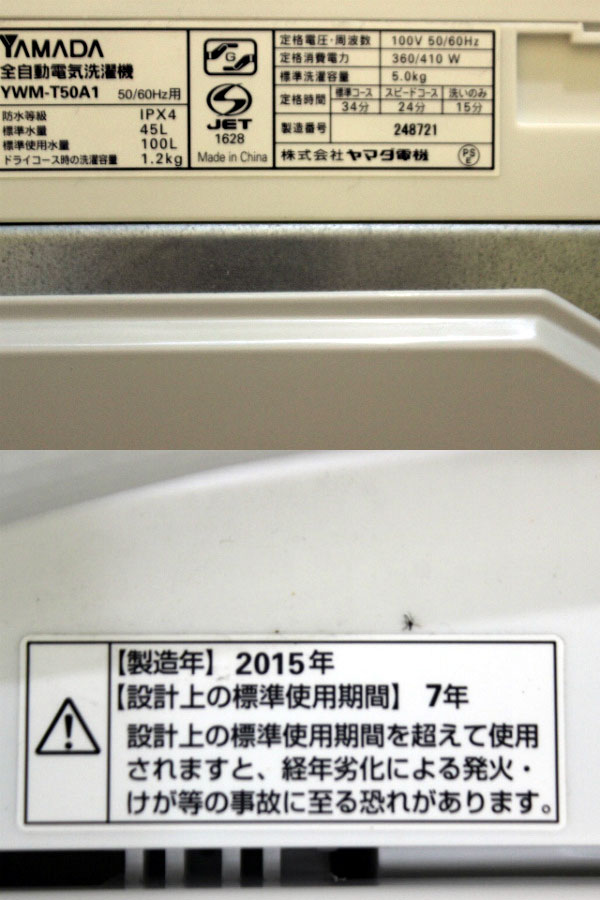 YAMADA
全自動電気洗濯機
YWM-T50A1 50/60Hz用
防水等級 IPX4
標準水量 45L
標準使用水量 100L
ドライコース時の洗濯容量 1.2kg
G
S
JET
1628
Made in China
定格電圧・周波数 100V 50/60Hz
定格消費電力 360/410 W
標準洗濯容量 5.0kg
定格時間 標準コース スピードコース 洗いのみ
34分 24分 15分
製造番号 248721
株式会社 ヤマダ電機 PSE
【製造年】 2015年
【設計上の標準使用期間】 7年
設計上の標準使用期間を超えて使用
されますと、経年劣化による発火・
けが等の事故に至る恐れがあります。